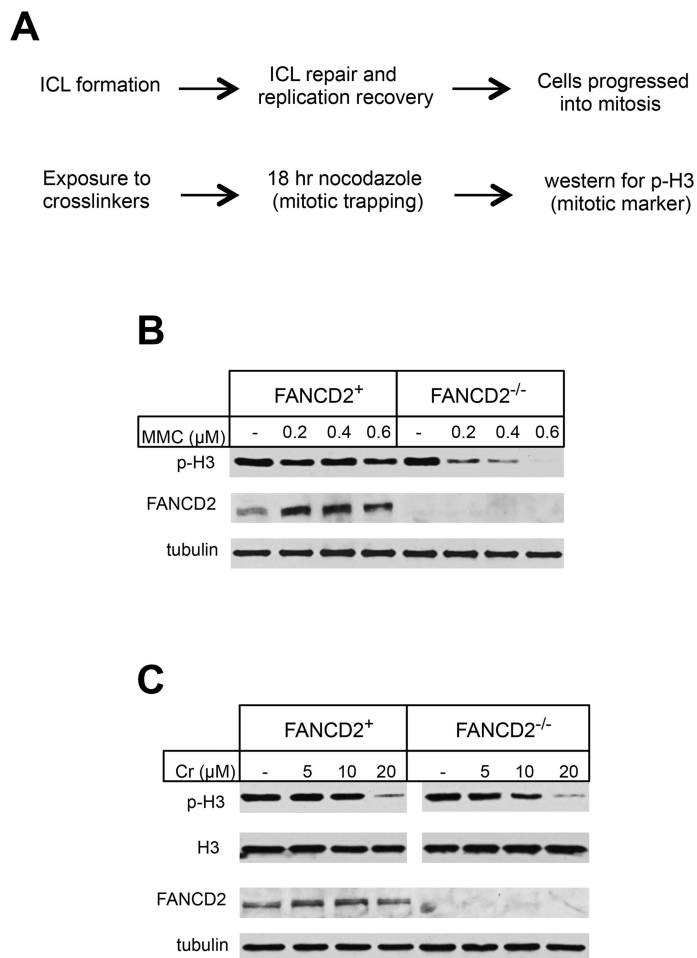 A
ICL formation
ICL repair and
replication recovery
Cells progressed
into mitosis
Exposure to
crosslinkers
18 hr nocodazole
(mitotic trapping)
western for p-H3
(mitotic marker)
B
FANCD2⁺ FANCD2⁻/⁻
MMC (µM) - 0.2 0.4 0.6 - 0.2 0.4 0.6
p-H3
FANCD2
tubulin
C
FANCD2⁺ FANCD2⁻/⁻
Cr (µM) - 5 10 20 - 5 10 20
p-H3
H3
FANCD2
tubulin